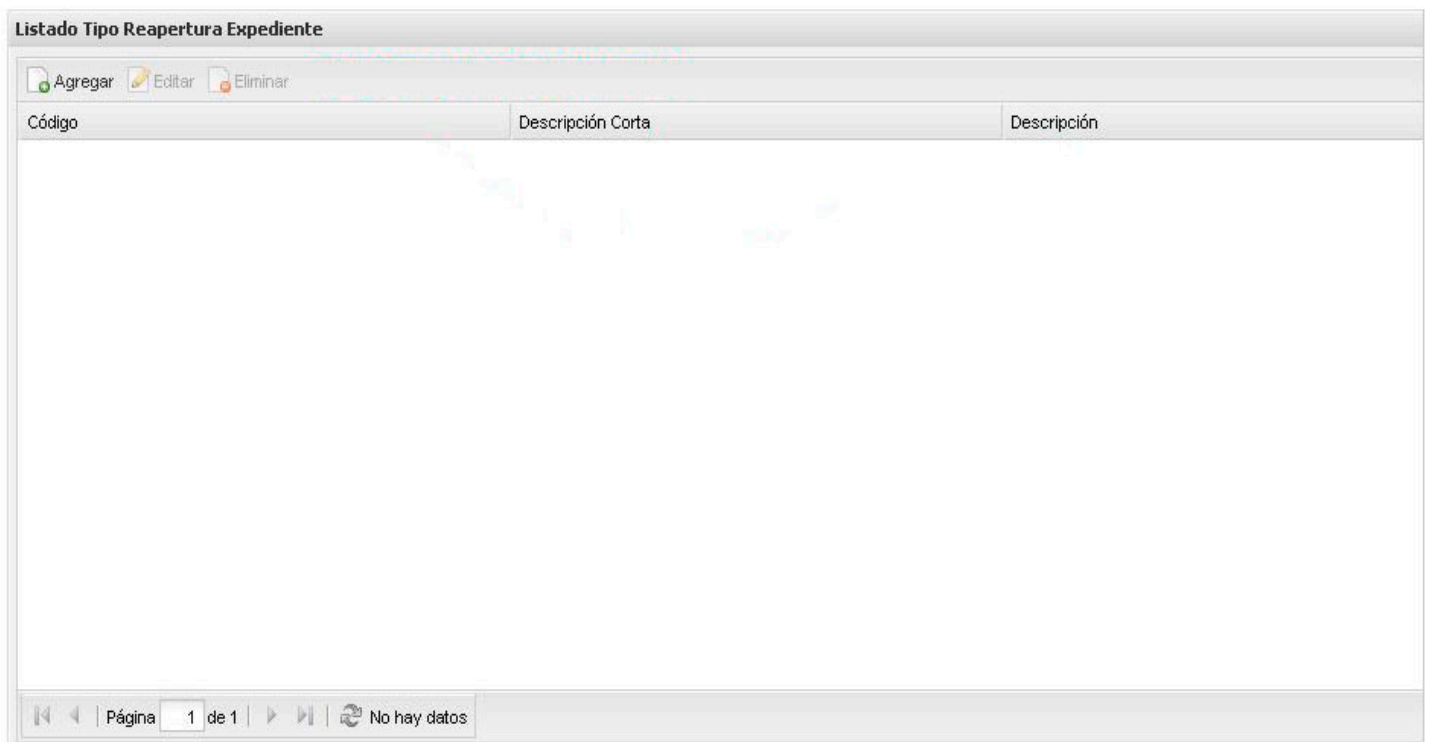 Listado Tipo Reapertura Expediente
Agregar Editar Eliminar
Código Descripción Corta Descripción
Página 1 de 1 No hay datos